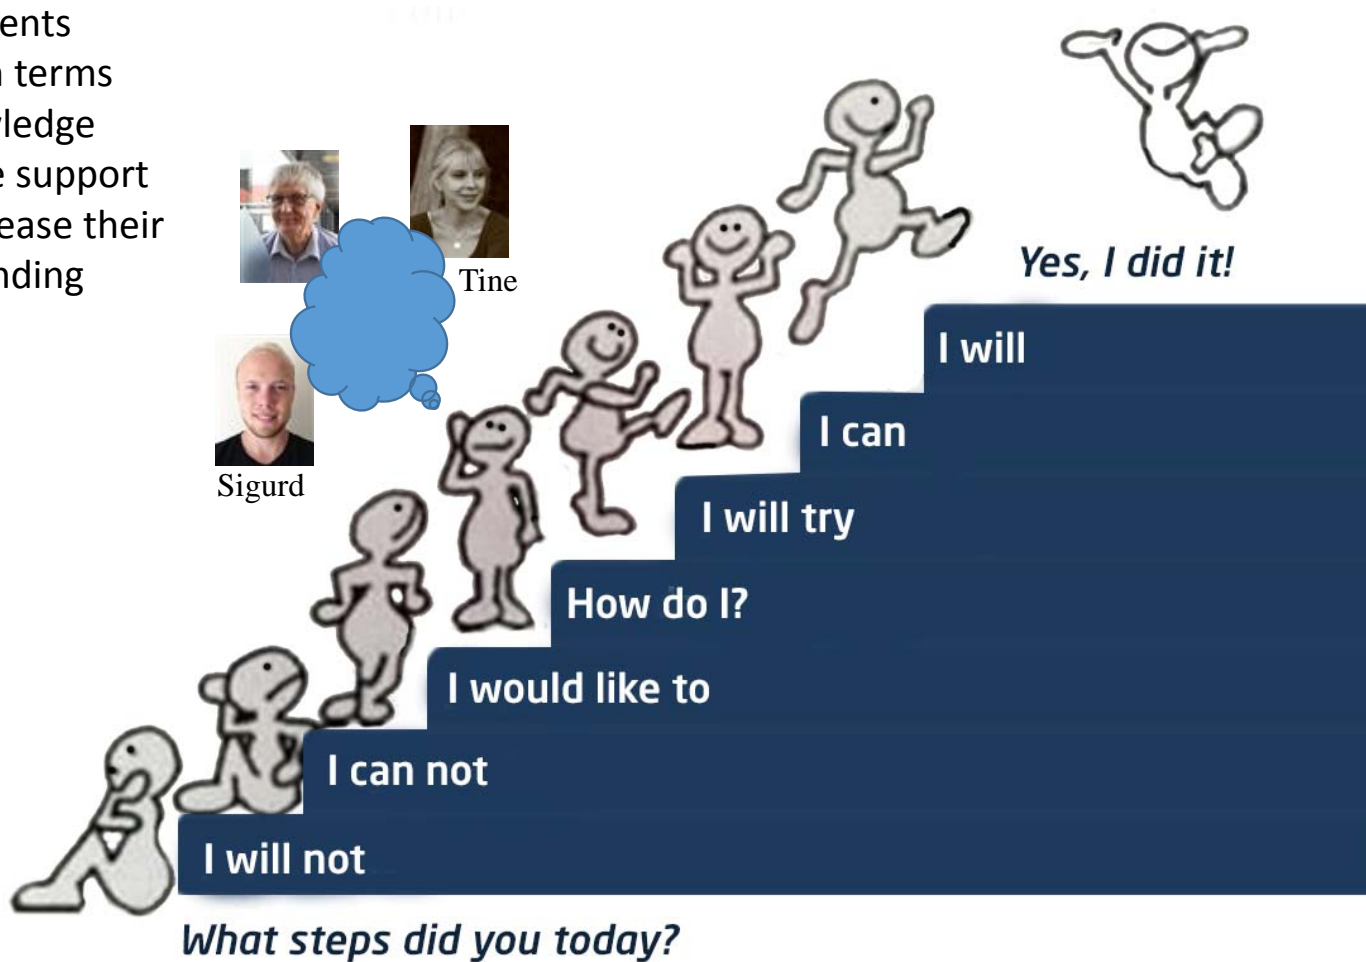 ents
terms
ledge
support
ease their
nding
Tine
Sigurd
Yes, I did it!
I will
I can
I will try
How do I?
I would like to
I can not
I will not
What steps did you today?